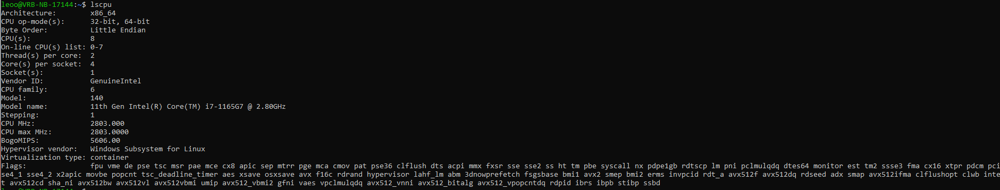 leoo@VRB-NB-17144:~$ lscpu
Architecture:        x86_64
CPU op-mode(s):      32-bit, 64-bit
Byte Order:          Little Endian
CPU(s):              8
On-line CPU(s) list: 0-7
Thread(s) per core:  2
Core(s) per socket:  4
Socket(s):           1
Vendor ID:           GenuineIntel
CPU family:          6
Model:               140
Model name:          11th Gen Intel(R) Core(TM) i7-1165G7 @ 2.80GHz
Stepping:            1
CPU MHz:             2803.000
CPU max MHz:         2803.0000
BogoMIPS:            5606.00
Hypervisor vendor:   Windows Subsystem for Linux
Virtualization type: container
Flags:               fpu vme de pse tsc msr pae mce cx8 apic sep mtrr pge mca cmov pat pse36 clflush dts acpi mmx fxsr sse sse2 ss ht tm pbe syscall nx pdpe1gb rdtscp lm pni pclmulqdq dtes64 monitor est tm2 ssse3 fma cx16 xtpr pdcm pci
se4_1 sse4_2 x2apic movbe popcnt tsc_deadline_timer aes xsave osxsave avx f16c rdrand hypervisor lahf_lm abm 3dnowprefetch fsgsbase bmi1 avx2 smep bmi2 erms invpcid rdt_a avx512f avx512dq rdseed adx smap avx512ifma clflushopt clwb inte
t avx512cd sha_ni avx512bw avx512vl avx512vbmi umip avx512_vbmi2 gfni vaes vpclmulqdq avx512_vnni avx512_bitalg avx512_vpopcntdq rdpid ibrs ibpb stibp ssbd